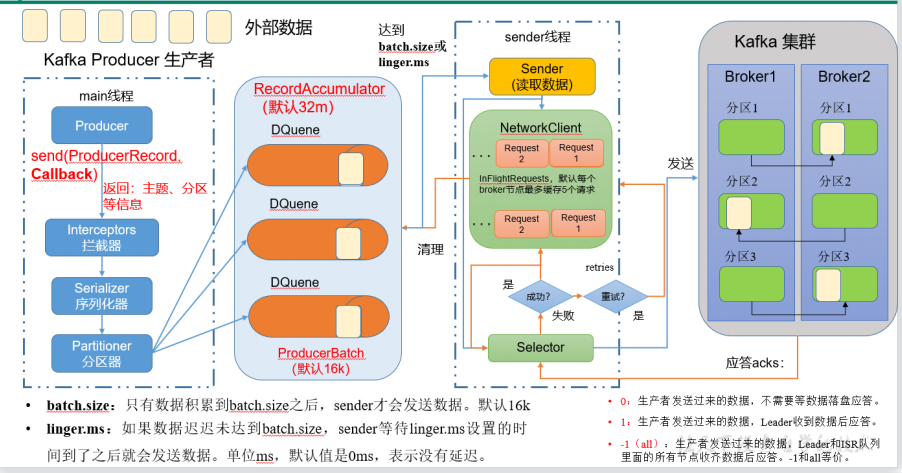 外部数据
Kafka Producer 生产者
main线程
Producer
send(ProducerRecord,
Callback)
返回：主题、分区
等信息
Interceptors
拦截器
Serializer
序列化器
Partitioner
分区器
RecordAccumulator
（默认32m）
DQuene
DQuene
DQuene
ProducerBatch
(默认16k)
达到
batch.size或
linger.ms
清理
sender线程
Sender
(读取数据)
NetworkClient
... Request 2
Request 1
InFlightRequests，默认每个
broker节点最多缓存5个请求
... Request 2
Request 1
retries
是
成功?
重试?
失败
是
Selector
发送
Kafka 集群
Broker1
Broker2
分区1
分区1
分区2
分区2
分区3
分区3
应答acks：
• batch.size：只有数据积累到batch.size之后，sender才会发送数据。默认16k
• linger.ms：如果数据迟迟未达到batch.size，sender等待linger.ms设置的时
间到了之后就会发送数据。单位ms，默认值是0ms，表示没有延迟。
• 0：生产者发送过来的数据，不需要等数据落盘应答。
• 1：生产者发送过来的数据，Leader收到数据后应答。
• -1（all）：生产者发送过来的数据，Leader和ISR队列
里面的所有节点收齐数据后应答。-1和all等价。